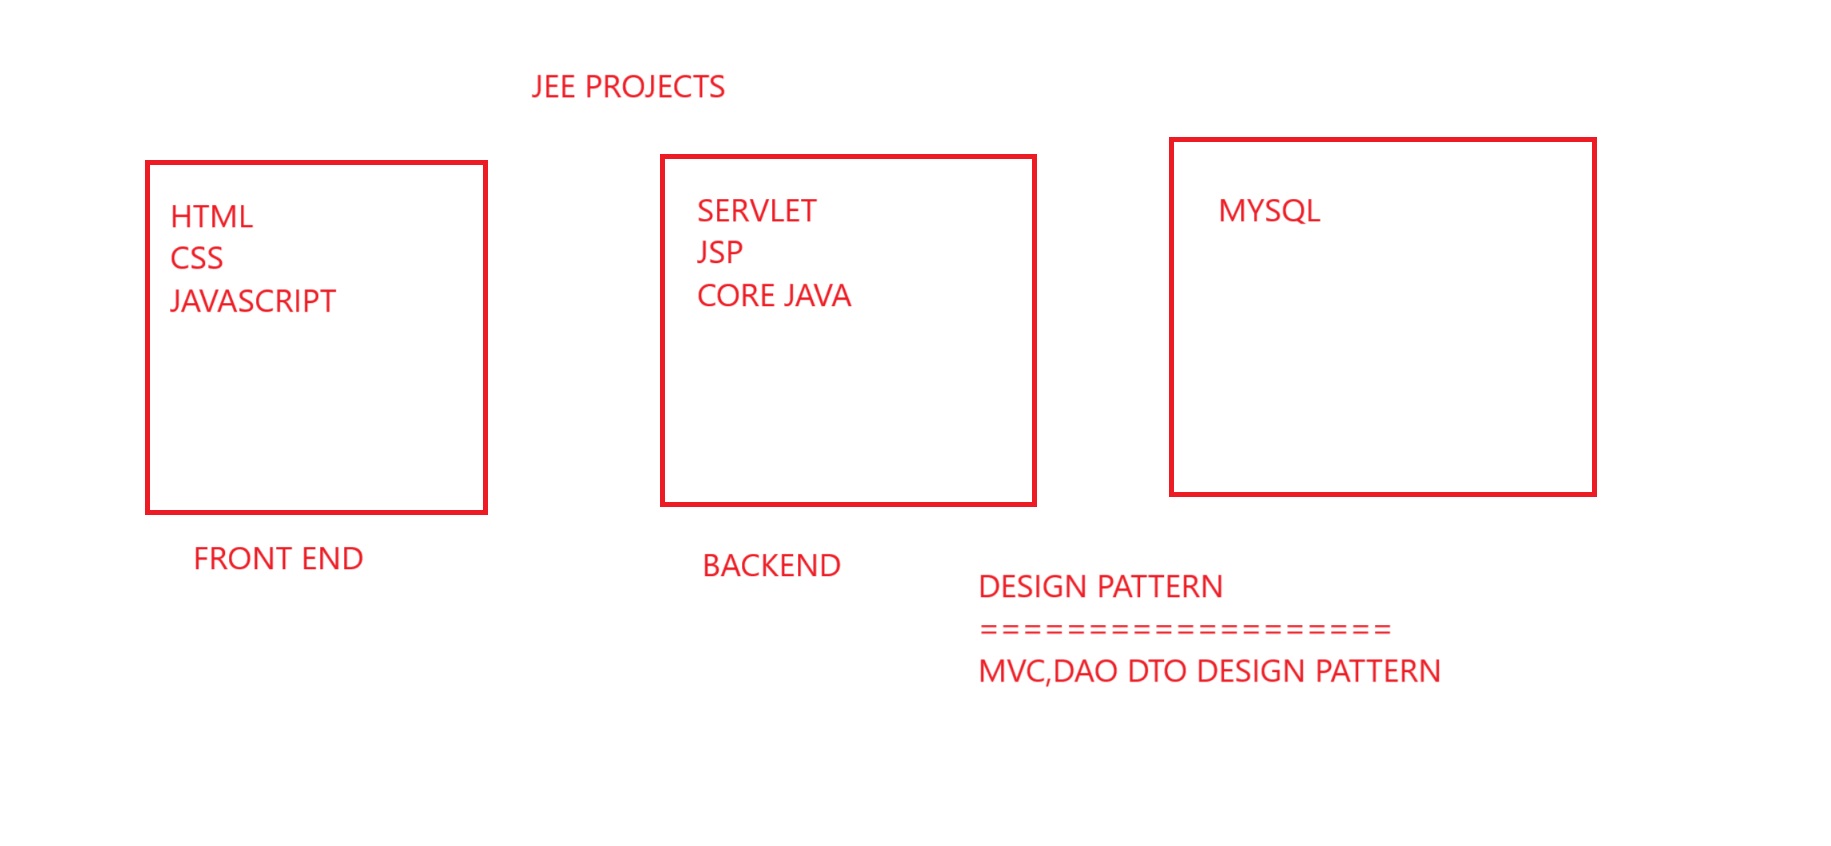 JEE PROJECTS
HTML
CSS
JAVASCRIPT
FRONT END
SERVLET
JSP
CORE JAVA
BACKEND
MYSQL
DESIGN PATTERN
===================
MVC,DAO DTO DESIGN PATTERN